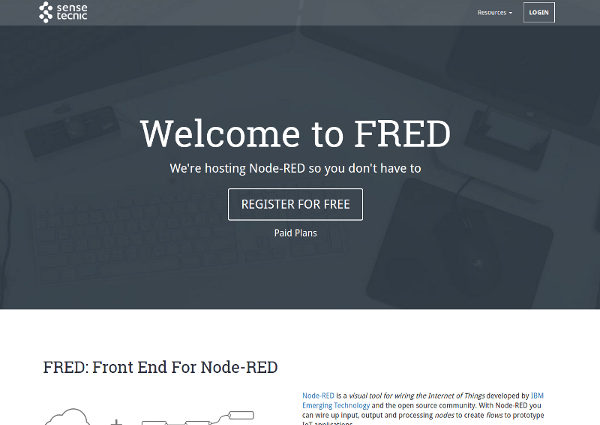 sense
tecnic
Resources
LOGIN
Welcome to FRED
We're hosting Node-RED so you don't have to
REGISTER FOR FREE
Paid Plans
FRED: Front End For Node-RED
Node-RED is a visual tool for wiring the Internet of Things developed by IBM
Emerging Technology and the open source community. With Node-RED you
can wire up input, output and processing nodes to create flows to prototype
IoT applications